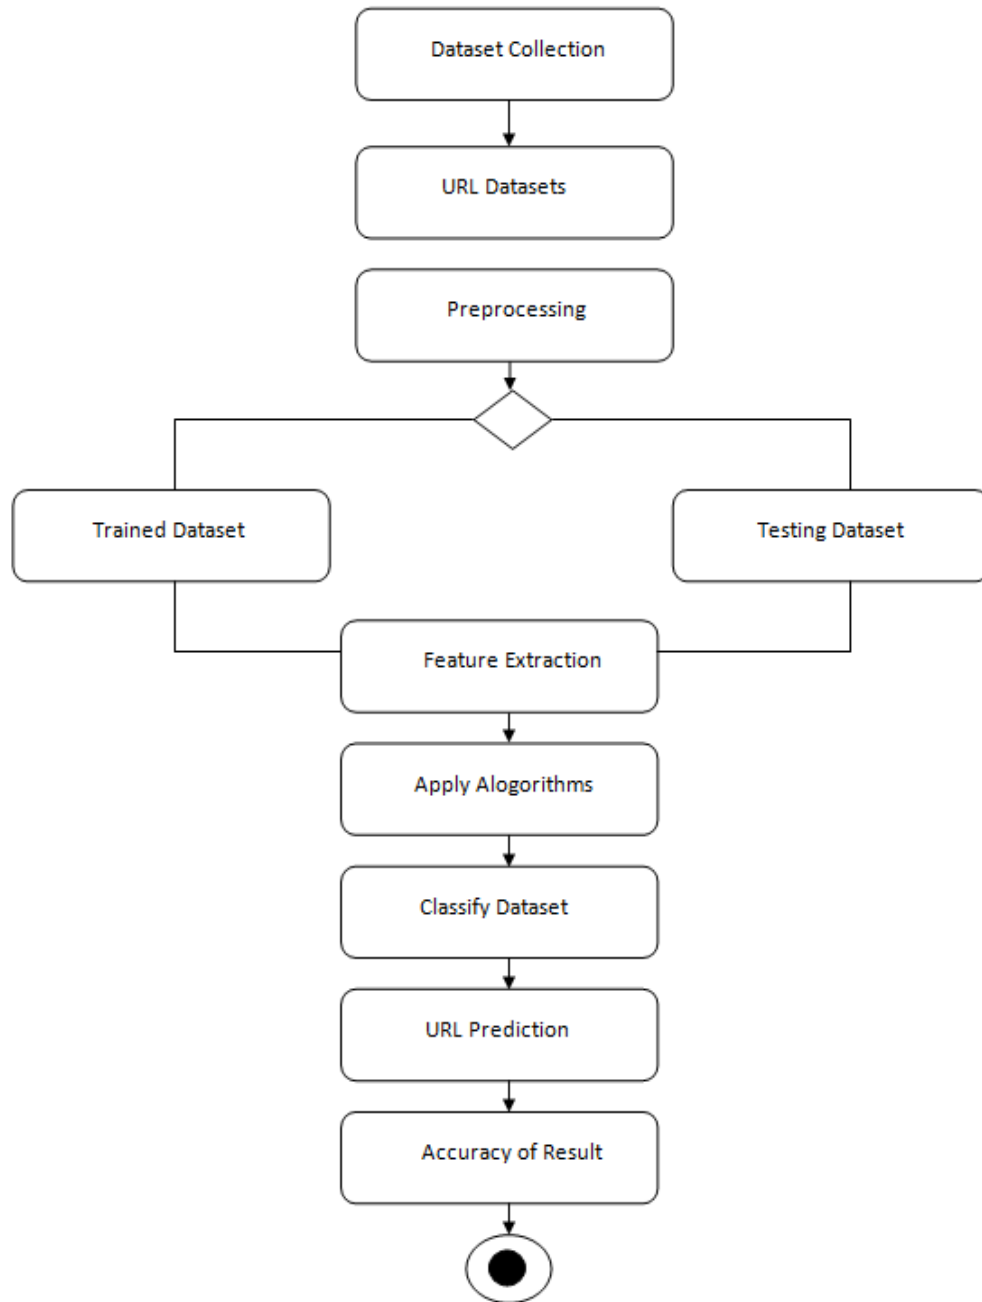 Dataset Collection
URL Datasets
Preprocessing
Trained Dataset
Testing Dataset
Feature Extraction
Apply Alogorithms
Classify Dataset
URL Prediction
Accuracy of Result